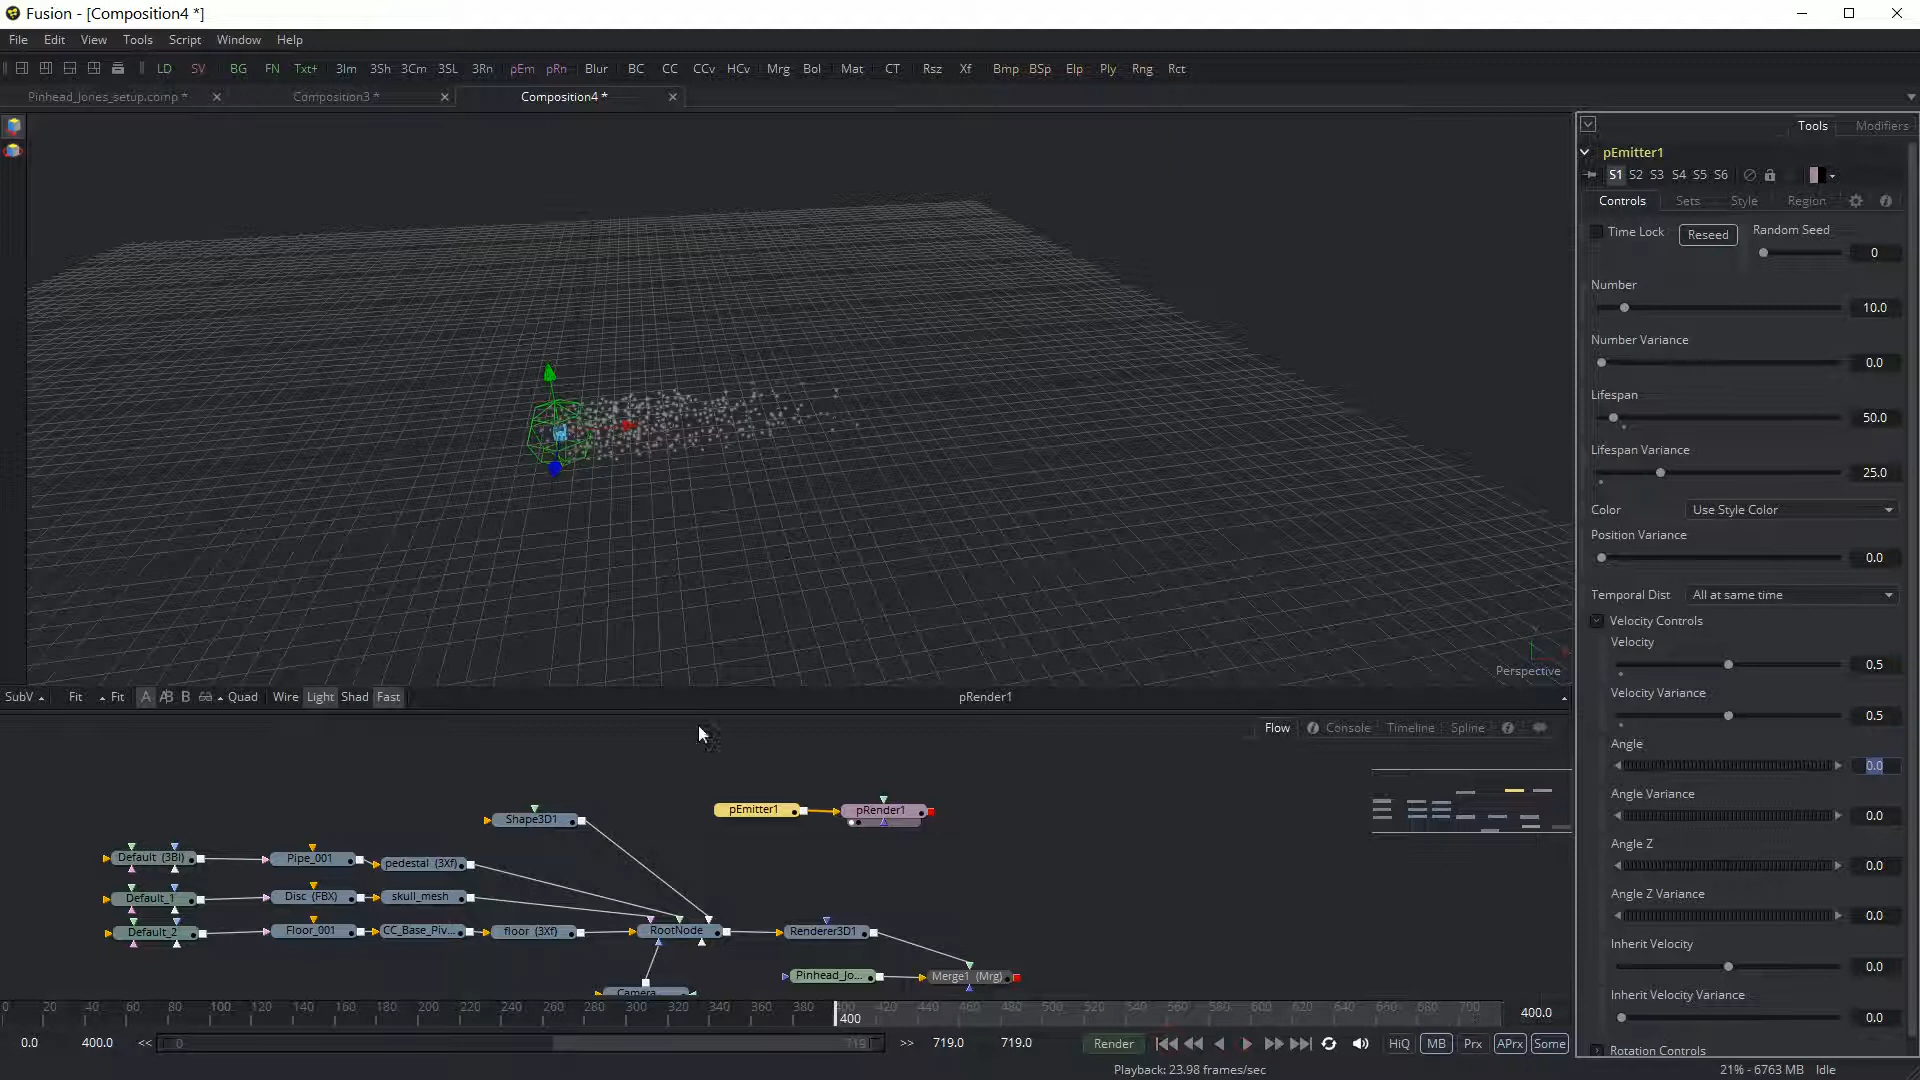 Fusion - [Composition4 *]
File Edit View Tools Script Window Help
LD SV BG FN Txt+ 3Im 3Sh 3Cm 3SL 3Rn pEm pRn Blur BC CC CCv HCv Mrg Bol Mat CT Rsz Xf Bmp BSp Elp Ply Rng Rct
Pinhead_Jones_setup.comp * Composition3 * Composition4 *
Tools Modifiers
pEmitter1
S1 S2 S3 S4 S5 S6
Controls Sets Style Region
Time Lock Reseed Random Seed
0
Number
10.0
Number Variance
0.0
Lifespan
50.0
Lifespan Variance
25.0
Color Use Style Color
Position Variance
0.0
Temporal Dist All at same time
Velocity Controls
Velocity
0.5
Velocity Variance
0.5
Angle
0.0
Angle Variance
0.0
Angle Z
0.0
Angle Z Variance
0.0
Inherit Velocity
0.0
Inherit Velocity Variance
0.0
Rotation Controls
Perspective
SubV Fit Fit A AB B Quad Wire Light Shad Fast pRender1
Flow Console Timeline Spline
pEmitter1 pRender1
Shape3D1
Default (3Bl) Pipe_001 pedestal (3Xf)
Default_1 Disc (FBX) skull_mesh
Default_2 Floor_001 CC_Base_Piv... floor (3Xf) RootNode Renderer3D1
Pinhead_Jo... Merge1 (Mrg)
Camera
0 20 40 60 80 100 120 140 160 180 200 220 240 260 280 300 320 340 360 380 400 420 440 460 480 500 520 540 560 580 600 620 640 660 680 700
400 400.0
0.0 400.0 << 0 719 >> 719.0 719.0 Render HiQ MB Prx APrx Some
Playback: 23.98 frames/sec 21% - 6763 MB Idle